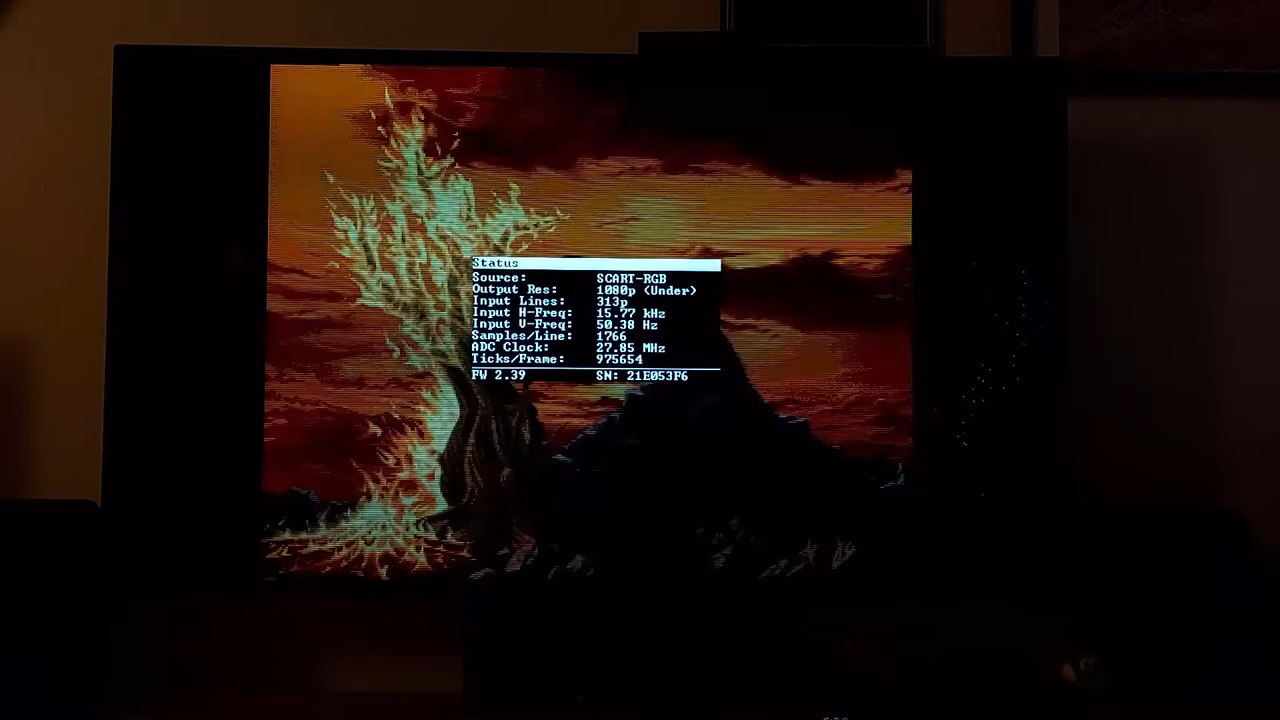 Status
Source: SCART-RGB
Output Res: 1080p (Under)
Input Lines: 313p
Input H-Freq: 15.77 kHz
Input V-Freq: 50.38 Hz
Samples/Line: 1766
ADC Clock: 27.85 MHz
Ticks/Frame: 975654
FW 2.39 SN: 21E053F6